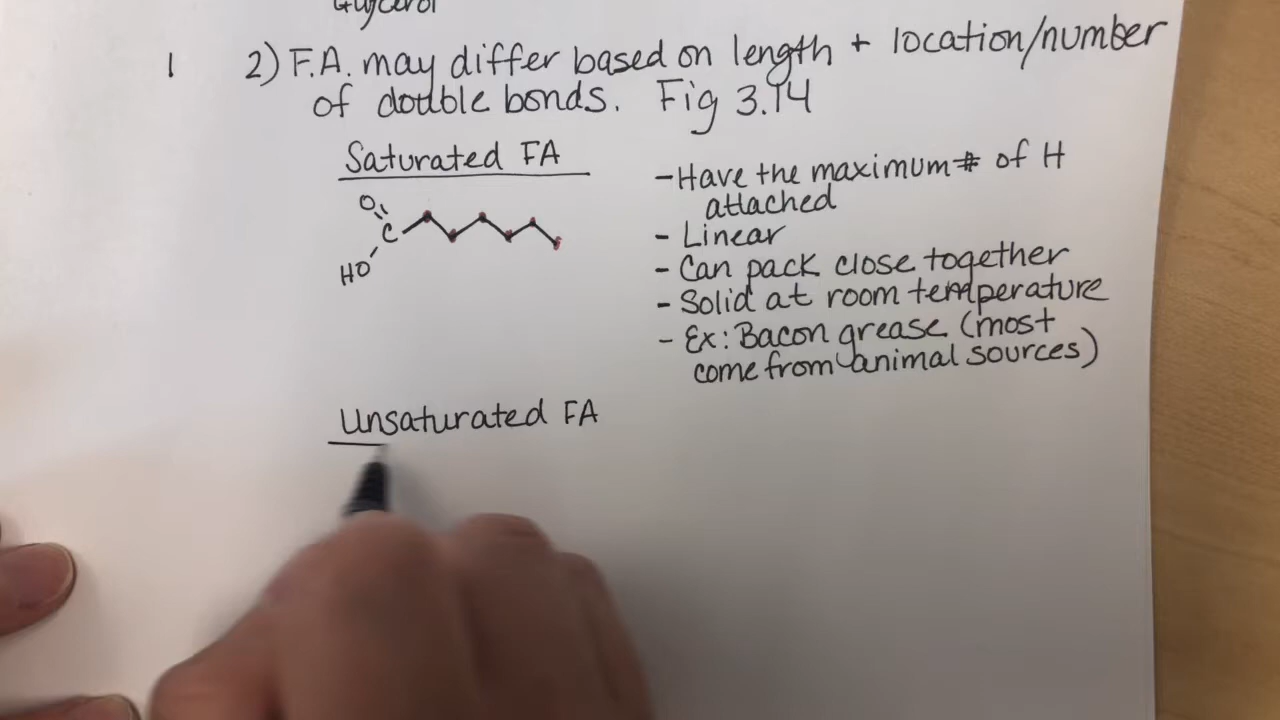 Glycerol
1 2) F.A. may differ based on length + location/number
of double bonds. Fig 3.14
Saturated FA
O
C
HO
-Have the maximum # of H
attached
- Linear
- Can pack close together
- Solid at room temperature
- Ex: Bacon grease (most
come from animal sources)
Unsaturated FA